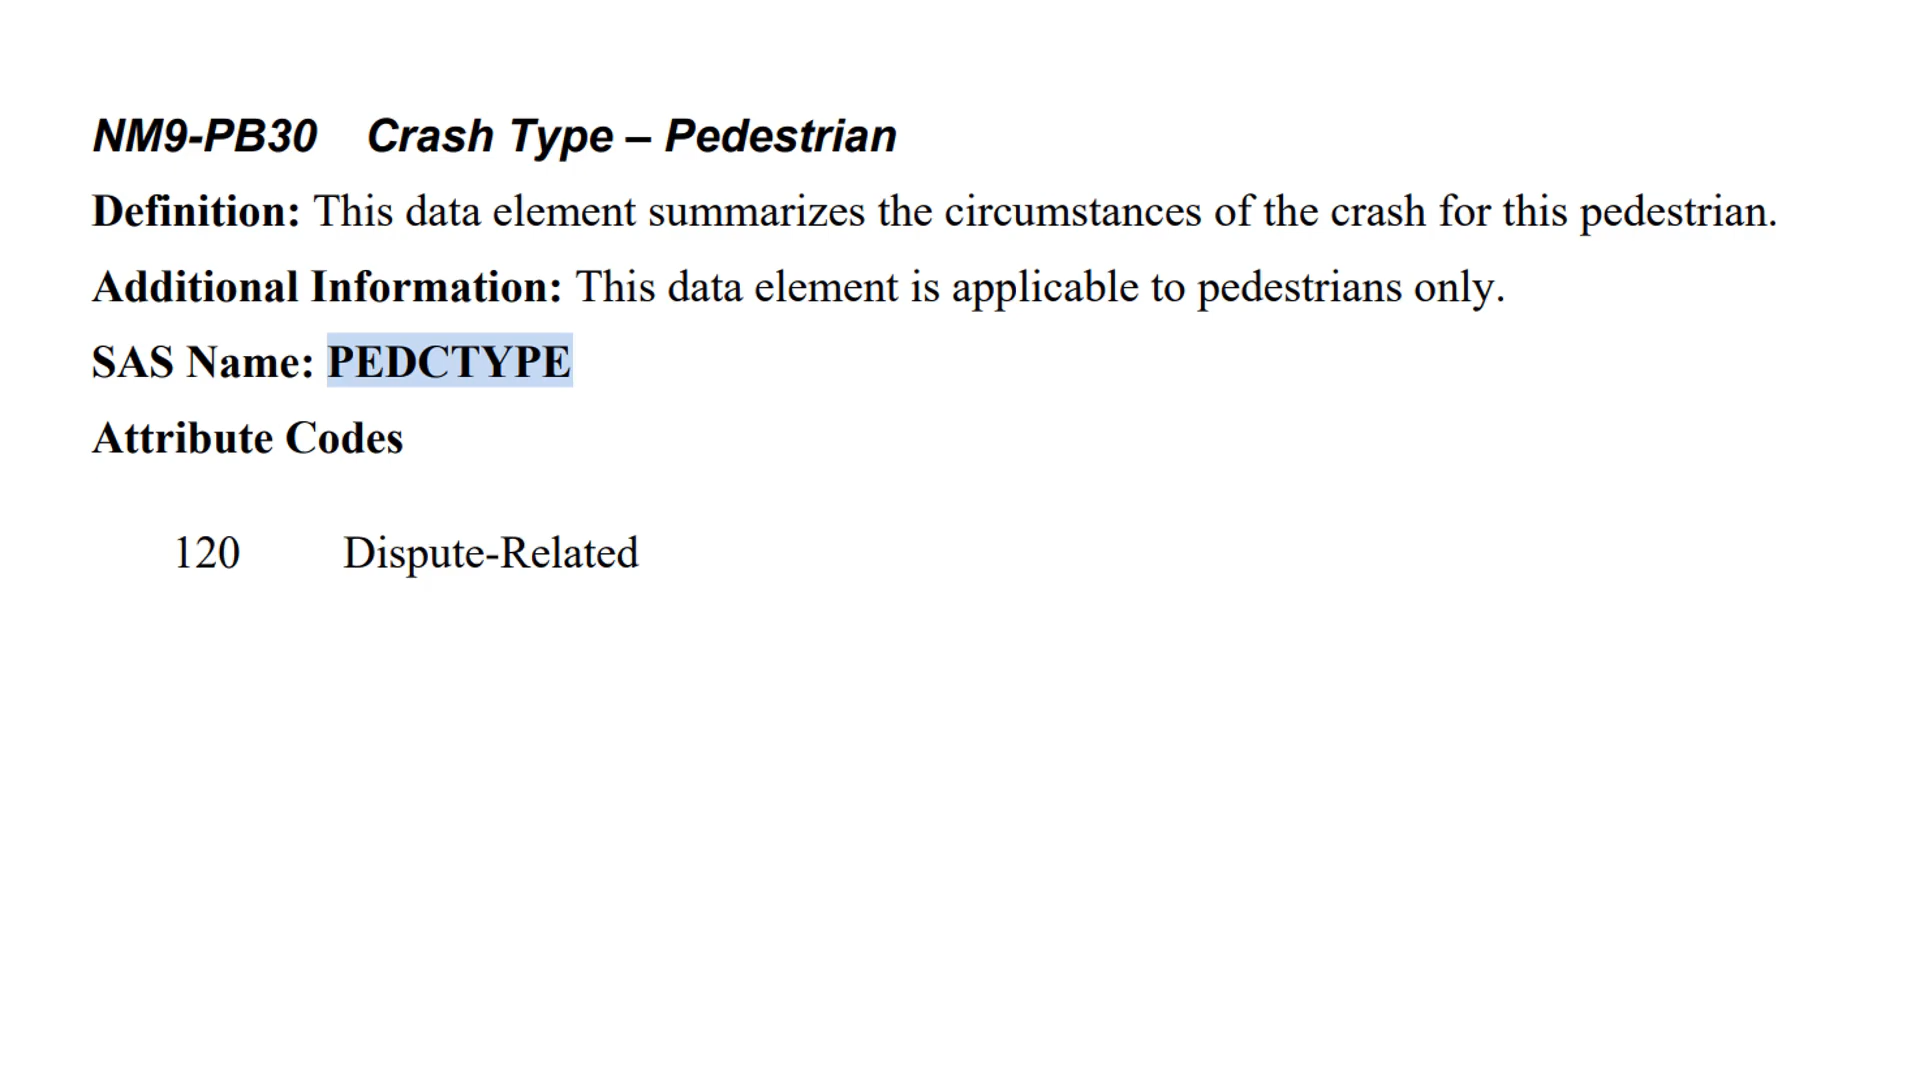 NM9-PB30 Crash Type – Pedestrian
Definition: This data element summarizes the circumstances of the crash for this pedestrian.
Additional Information: This data element is applicable to pedestrians only.
SAS Name: PEDCTYPE
Attribute Codes
120 Dispute-Related